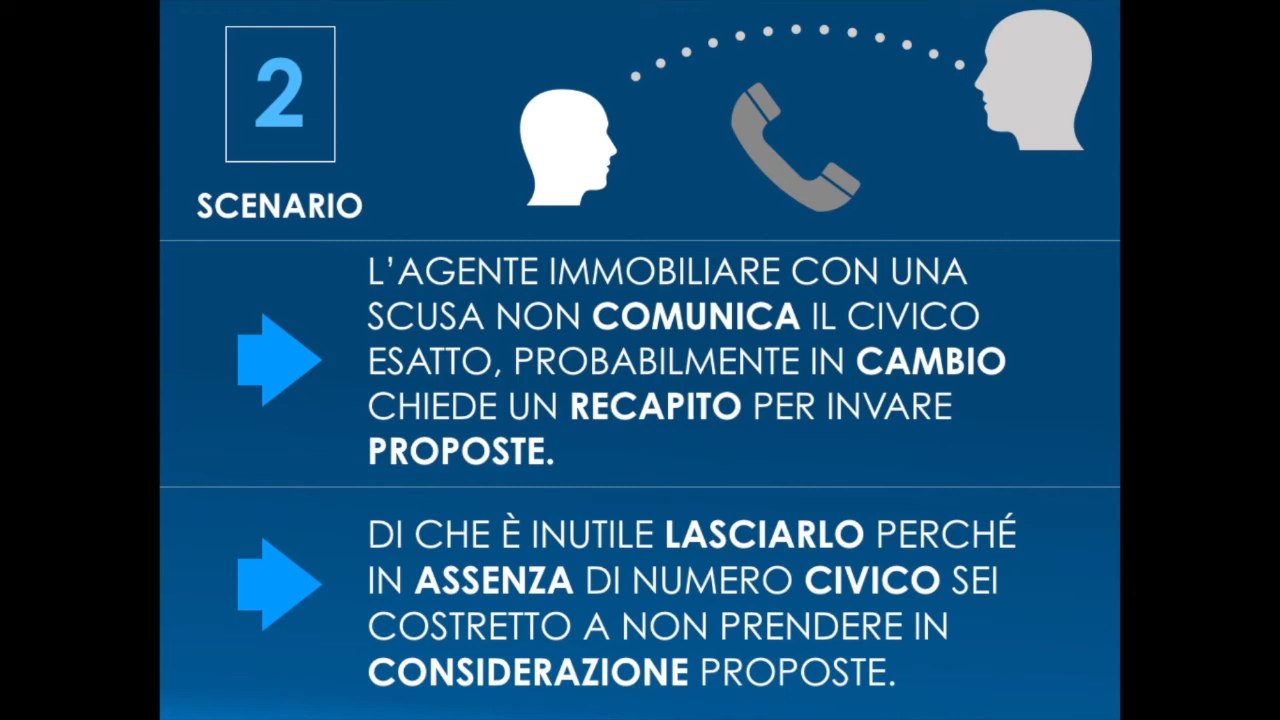 2
SCENARIO
L’AGENTE IMMOBILIARE CON UNA
SCUSA NON COMUNICA IL CIVICO
ESATTO, PROBABILMENTE IN CAMBIO
CHIEDE UN RECAPITO PER INVARE
PROPOSTE.
DI CHE È INUTILE LASCIARLO PERCHÉ
IN ASSENZA DI NUMERO CIVICO SEI
COSTRETTO A NON PRENDERE IN
CONSIDERAZIONE PROPOSTE.